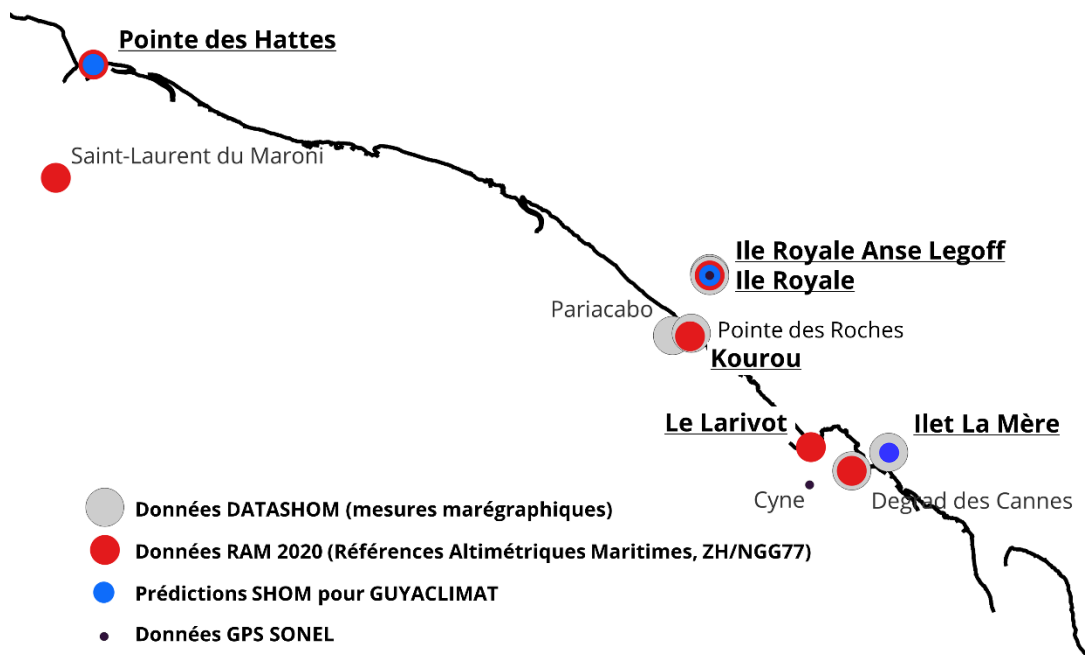 Pointe des Hattes
Saint-Laurent du Maroni
Ile Royale Anse Legoff
Ile Royale
Pariacabo
Pointe des Roches
Kourou
Le Larivot
Ilet La Mère
Cyne
Degrad des Cannes
Données DATASHOM (mesures marégraphiques)
Données RAM 2020 (Références Altimétriques Maritimes, ZH/NGG77)
Prédictions SHOM pour GUYACLIMAT
Données GPS SONEL